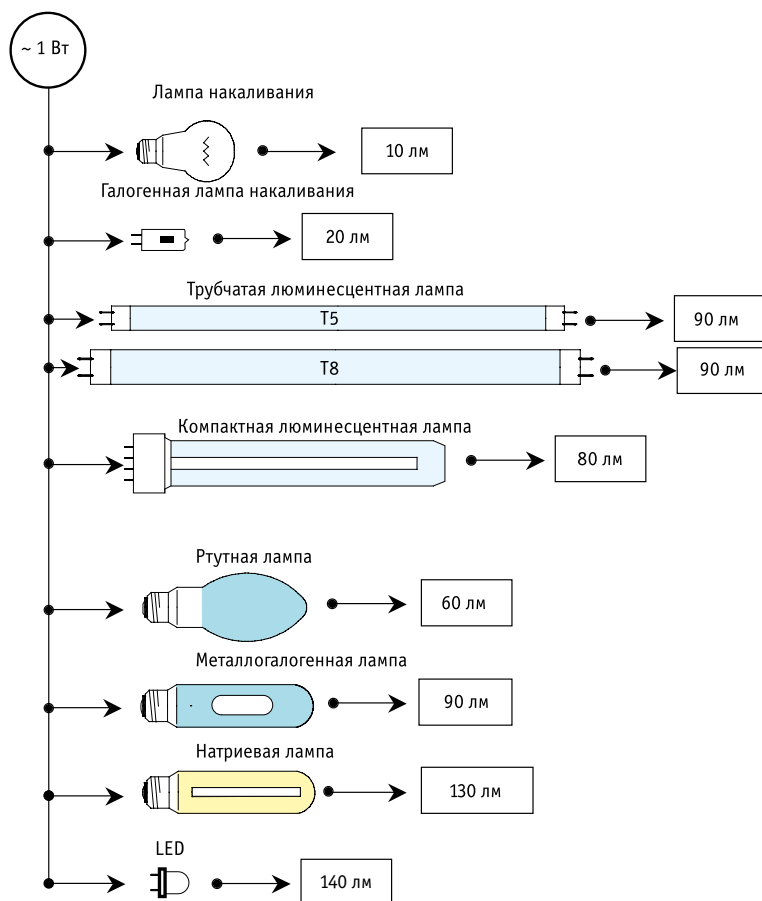 ~ 1 Вт
Лампа накаливания
10 лм
Галогенная лампа накаливания
20 лм
Трубчатая люминесцентная лампа
T5
90 лм
T8
90 лм
Компактная люминесцентная лампа
80 лм
Ртутная лампа
60 лм
Металлогалогенная лампа
90 лм
Натриевая лампа
130 лм
LED
140 лм